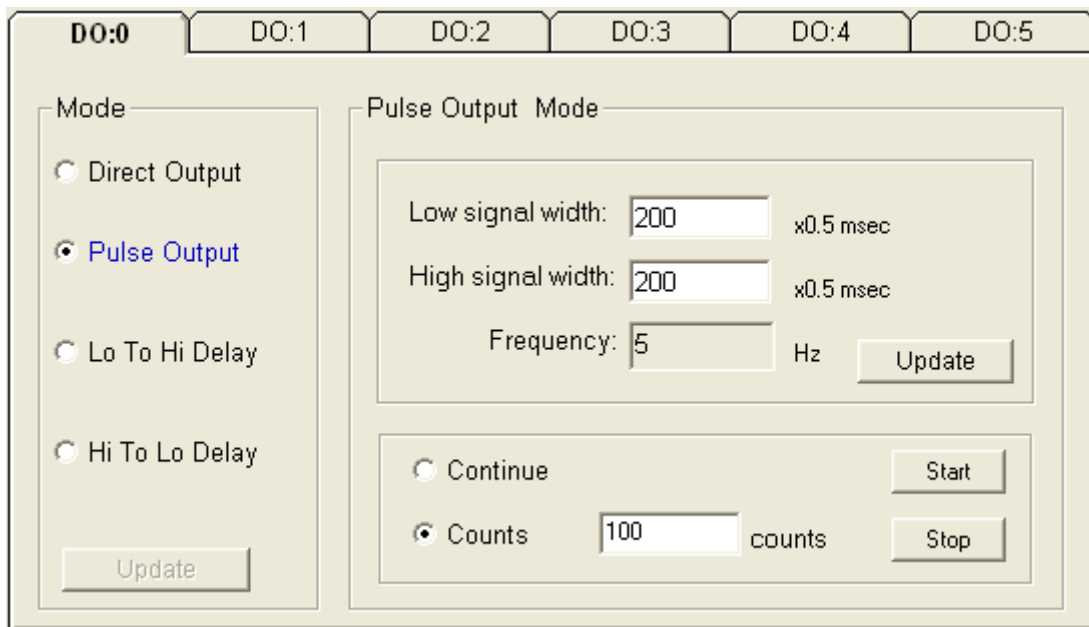 DO:0 DO:1 DO:2 DO:3 DO:4 DO:5
Mode
Direct Output
Pulse Output
Lo To Hi Delay
Hi To Lo Delay
Update
Pulse Output Mode
Low signal width: 200 x0.5 msec
High signal width: 200 x0.5 msec
Frequency: 5 Hz Update
Continue Start
Counts 100 counts Stop